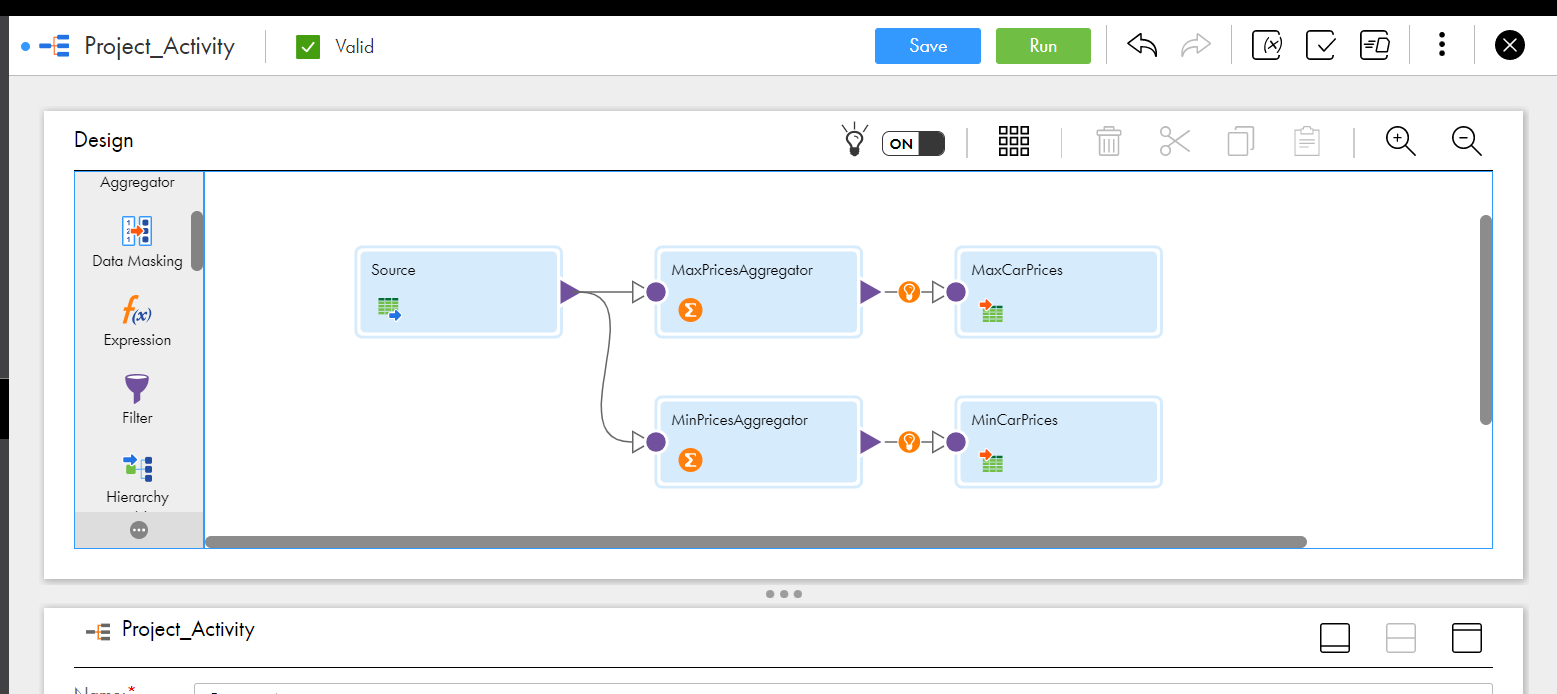 Project_Activity
Valid
Save
Run
Design
ON
Aggregator
Data Masking
Expression
Filter
Hierarchy
Source
MaxPricesAggregator
MaxCarPrices
MinPricesAggregator
MinCarPrices
Project_Activity
Name:*